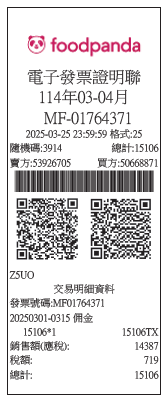 foodpanda
電子發票證明聯
114年03-04月
MF-01764371
2025-03-25 23:59:59 格式:25
隨機碼:3914 總計:15106
賣方:53926705 買方:50668871
Z5UO
交易明細資料
發票號碼:MF01764371
20250301-0315 佣金
15106*1 15106TX
銷售額(應稅): 14387
稅額: 719
總計: 15106